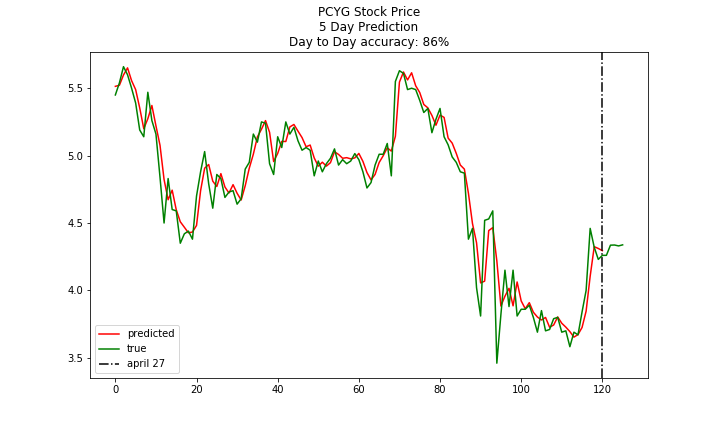 PCYG Stock Price
5 Day Prediction
Day to Day accuracy: 86%
5.5
5.0
4.5
4.0
3.5
predicted
true
april 27
0 20 40 60 80 100 120